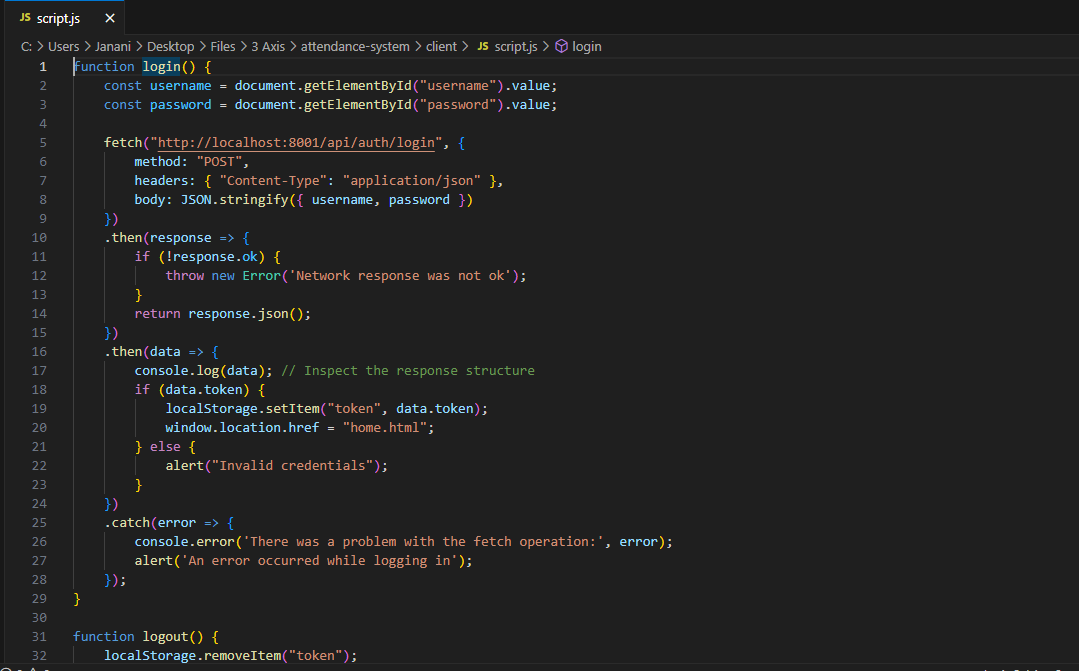 JS script.js ×
C: > Users > Janani > Desktop > Files > 3 Axis > attendance-system > client > JS script.js > login
1 function login() {
2     const username = document.getElementById("username").value;
3     const password = document.getElementById("password").value;
4
5     fetch("http://localhost:8001/api/auth/login", {
6         method: "POST",
7         headers: { "Content-Type": "application/json" },
8         body: JSON.stringify({ username, password })
9     })
10     .then(response => {
11         if (!response.ok) {
12             throw new Error('Network response was not ok');
13         }
14         return response.json();
15     })
16     .then(data => {
17         console.log(data); // Inspect the response structure
18         if (data.token) {
19             localStorage.setItem("token", data.token);
20             window.location.href = "home.html";
21         } else {
22             alert("Invalid credentials");
23         }
24     })
25     .catch(error => {
26         console.error('There was a problem with the fetch operation:', error);
27         alert('An error occurred while logging in');
28     });
29 }
30
31 function logout() {
32     localStorage.removeItem("token");